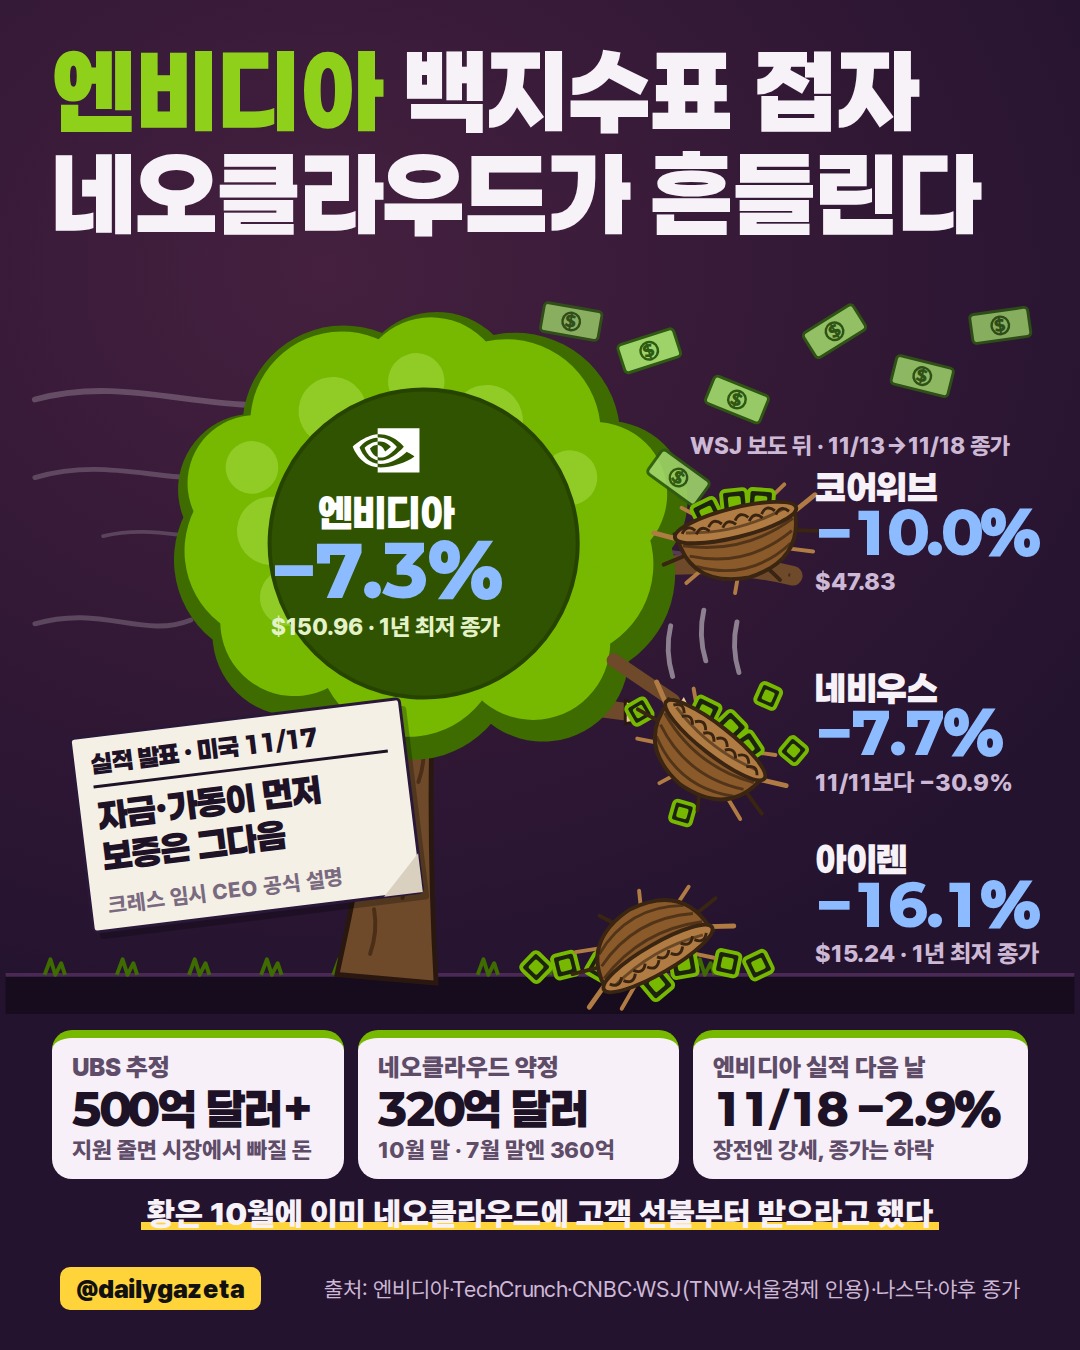 엔비디아 백지수표 접자
네오클라우드가 흔들린다
WSJ 보도 뒤 · 11/13→11/18 종가
엔비디아
−7.3%
$150.96 · 1년 최저 종가
코어위브
−10.0%
$47.83
네비우스
−7.7%
11/11보다 −30.9%
아이렌
−16.1%
$15.24 · 1년 최저 종가
실적 발표 · 미국 11/17
자금·가동이 먼저
보증은 그다음
크레스 임시 CEO 공식 설명
UBS 추정
500억 달러+
지원 줄면 시장에서 빠질 돈
네오클라우드 약정
320억 달러
10월 말 · 7월 말엔 360억
엔비디아 실적 다음 날
11/18 −2.9%
장전엔 강세, 종가는 하락
황은 10월에 이미 네오클라우드에 고객 선불부터 받으라고 했다
@dailygazeta
출처: 엔비디아·TechCrunch·CNBC·WSJ(TNW·서울경제 인용)·나스닥·야후 종가